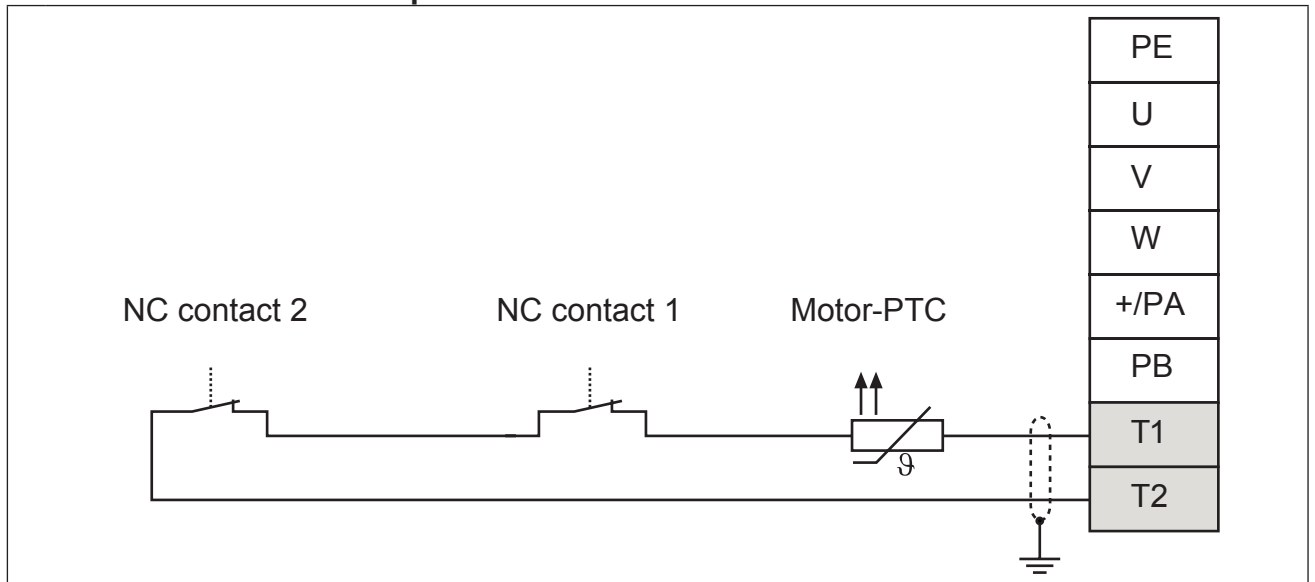 PE
U
V
W
NC contact 2 NC contact 1 Motor-PTC +/PA
PB
T1
ϑ
T2